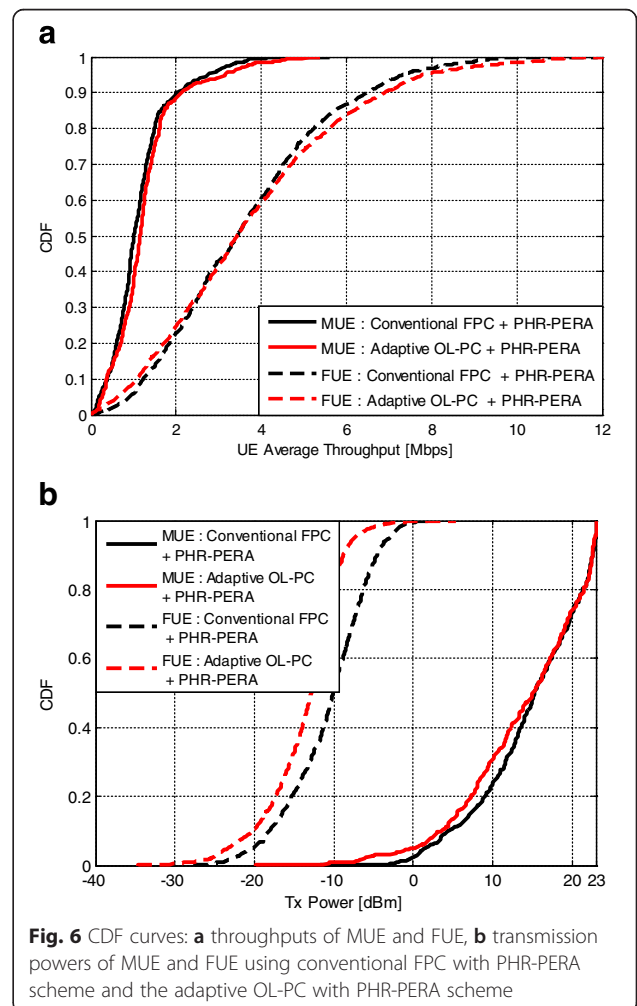 a
1
0.9
0.8
0.7
0.6
0.5
0.4
0.3
0.2
0.1
0
CDF
MUE : Conventional FPC + PHR-PERA
MUE : Adaptive OL-PC + PHR-PERA
FUE : Conventional FPC + PHR-PERA
FUE : Adaptive OL-PC + PHR-PERA
0 2 4 6 8 10 12
UE Average Throughput [Mbps]
b
1
0.8
0.6
0.4
0.2
0
CDF
MUE : Conventional FPC
+ PHR-PERA
MUE : Adaptive OL-PC
+ PHR-PERA
FUE : Conventional FPC
+ PHR-PERA
FUE : Adaptive OL-PC
+ PHR-PERA
-40 -30 -20 -10 0 10 20 23
Tx Power [dBm]
Fig. 6 CDF curves: a throughputs of MUE and FUE, b transmission
powers of MUE and FUE using conventional FPC with PHR-PERA
scheme and the adaptive OL-PC with PHR-PERA scheme